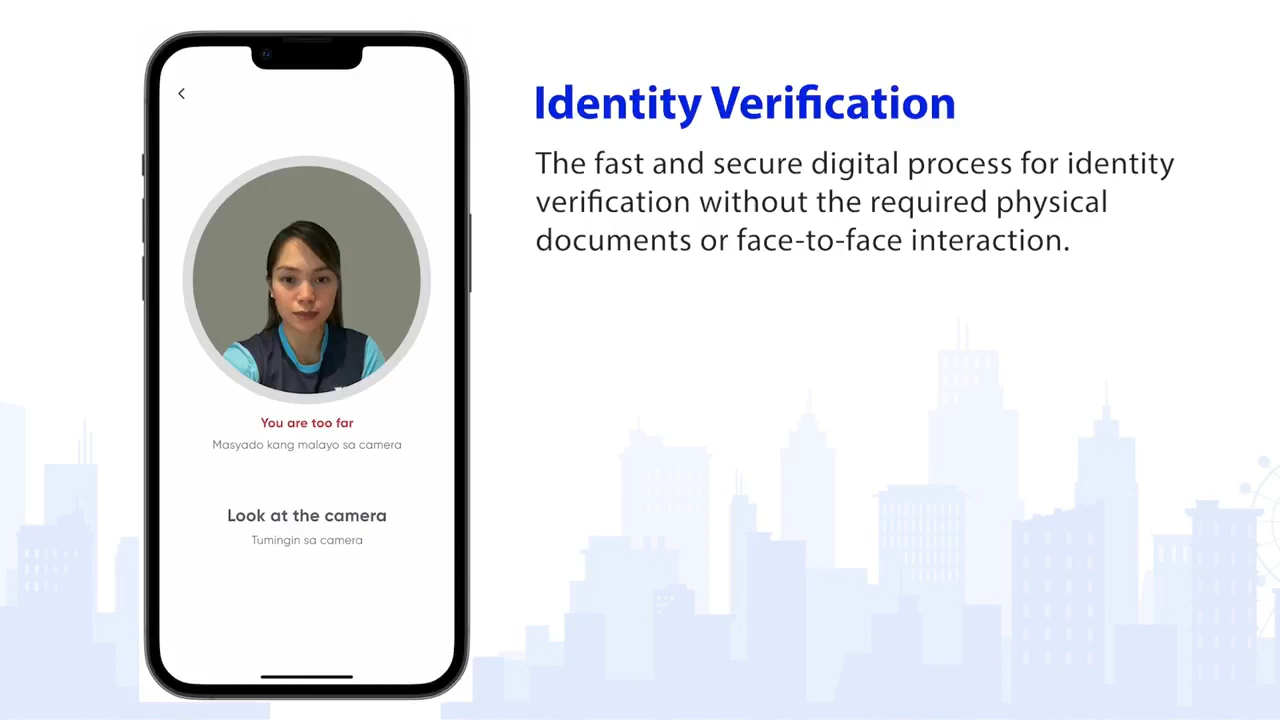 Identity Verification
The fast and secure digital process for identity
verification without the required physical
documents or face-to-face interaction.
You are too far
Masyado kang malayo sa camera
Look at the camera
Tumingin sa camera